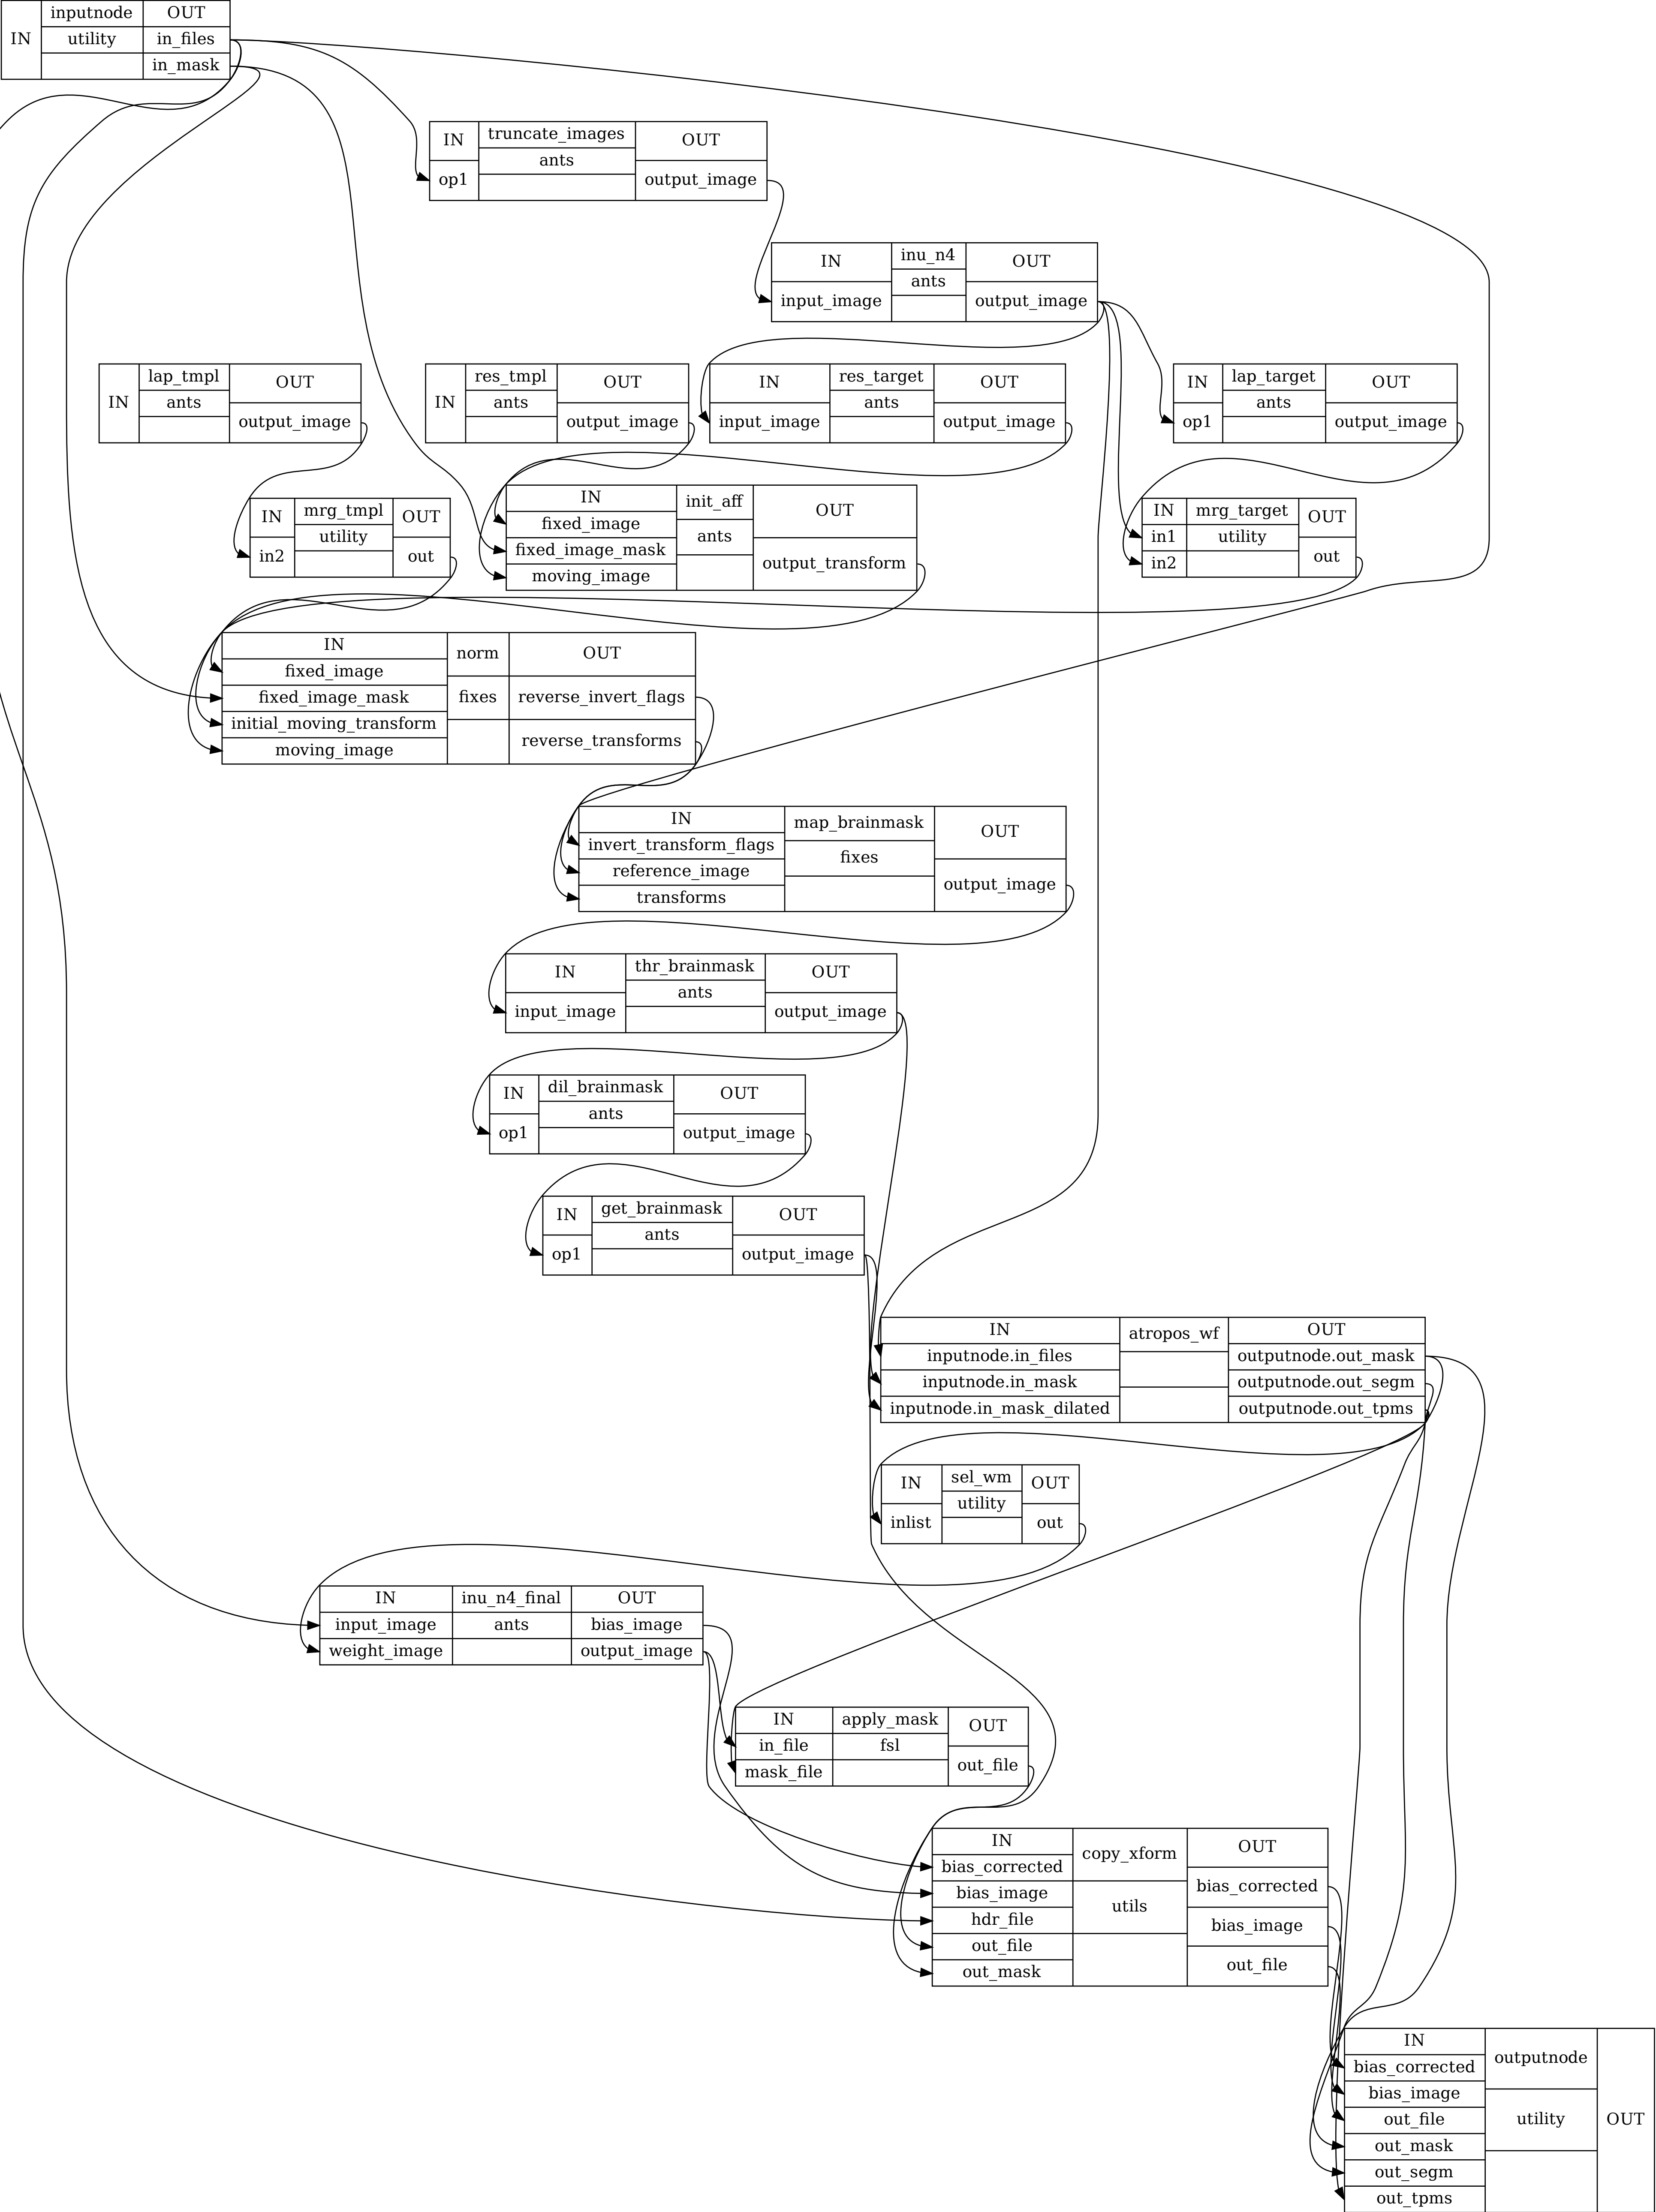 inputnode OUT
IN utility in_files
in_mask
IN truncate_images OUT
ants
op1 output_image
IN inu_n4 OUT
ants
input_image output_image
lap_tmpl OUT
IN ants
output_image
res_tmpl OUT
IN ants
output_image
IN res_target OUT
ants
input_image output_image
IN lap_target OUT
ants
op1 output_image
IN mrg_tmpl OUT
utility
in2 out
IN init_aff OUT
fixed_image
fixed_image_mask ants
moving_image output_transform
IN mrg_target OUT
in1 utility
in2 out
IN norm OUT
fixed_image
fixed_image_mask fixes reverse_invert_flags
initial_moving_transform
moving_image reverse_transforms
IN map_brainmask OUT
invert_transform_flags
reference_image fixes
transforms output_image
IN thr_brainmask OUT
ants
input_image output_image
IN dil_brainmask OUT
ants
op1 output_image
IN get_brainmask OUT
ants
op1 output_image
IN atropos_wf OUT
inputnode.in_files outputnode.out_mask
inputnode.in_mask outputnode.out_segm
inputnode.in_mask_dilated outputnode.out_tpms
IN sel_wm OUT
utility
inlist out
IN inu_n4_final OUT
input_image ants bias_image
weight_image output_image
IN apply_mask OUT
in_file fsl
mask_file out_file
IN copy_xform OUT
bias_corrected
bias_image utils bias_corrected
hdr_file bias_image
out_file
out_mask out_file
IN outputnode
bias_corrected
bias_image
out_file utility OUT
out_mask
out_segm
out_tpms